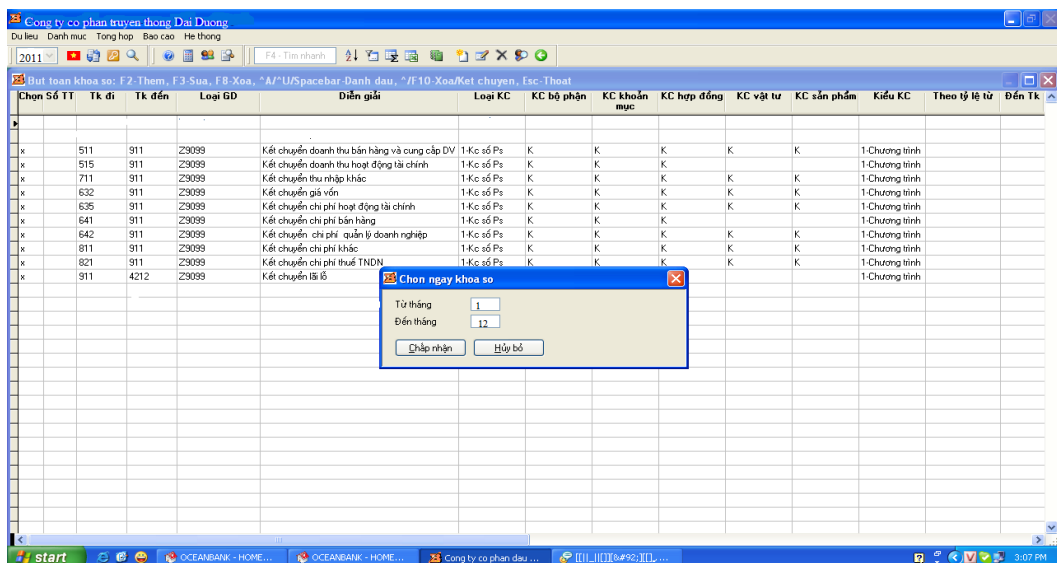 Cong ty co phan truyen thong Dai Duong
Du lieu Danh muc Tong hop Bao cao He thong
2011 F4 - Tim nhanh
But toan khoa so: F2-Them, F3-Sua, F8-Xoa, ^A/^U/Spacebar-Danh dau, ^/F10-Xoa/Ket chuyen, Esc-Thoat
Chọn Số TT Tk đi Tk đến Loại GD Diễn giải Loại KC KC bộ phận KC khoản mục KC hợp đồng KC vật tư KC sản phẩm Kiểu KC Theo tỷ lệ từ Đến Tk
x 511 911 Z9099 Kết chuyển doanh thu bán hàng và cung cấp DV 1-Kc số Ps K K K K K 1-Chương trình
x 515 911 Z9099 Kết chuyển doanh thu hoạt động tài chính 1-Kc số Ps K K K 1-Chương trình
x 711 911 Z9099 Kết chuyển thu nhập khác 1-Kc số Ps K K K K K 1-Chương trình
x 632 911 Z9099 Kết chuyển giá vốn 1-Kc số Ps K K K K K 1-Chương trình
x 635 911 Z9099 Kết chuyển chi phí hoạt động tài chính 1-Kc số Ps K K K K K 1-Chương trình
x 641 911 Z9099 Kết chuyển chi phí bán hàng 1-Kc số Ps K K K 1-Chương trình
x 642 911 Z9099 Kết chuyển chi phí quản lý doanh nghiệp 1-Kc số Ps K K K K K 1-Chương trình
x 811 911 Z9099 Kết chuyển chi phí khác 1-Kc số Ps K K K K K 1-Chương trình
x 821 911 Z9099 Kết chuyển chi phí thuế TNDN 1-Kc số Ps K K K K K 1-Chương trình
x 911 4212 Z9099 Kết chuyển lãi lỗ 1-Chương trình
Chon ngay khoa so
Từ tháng 1
Đến tháng 12
Chấp nhận Hủy bỏ
start OCEANBANK - HOME... OCEANBANK - HOME... Cong ty co phan dau ... [[||_||[][&#92;][[],... 3:07 PM